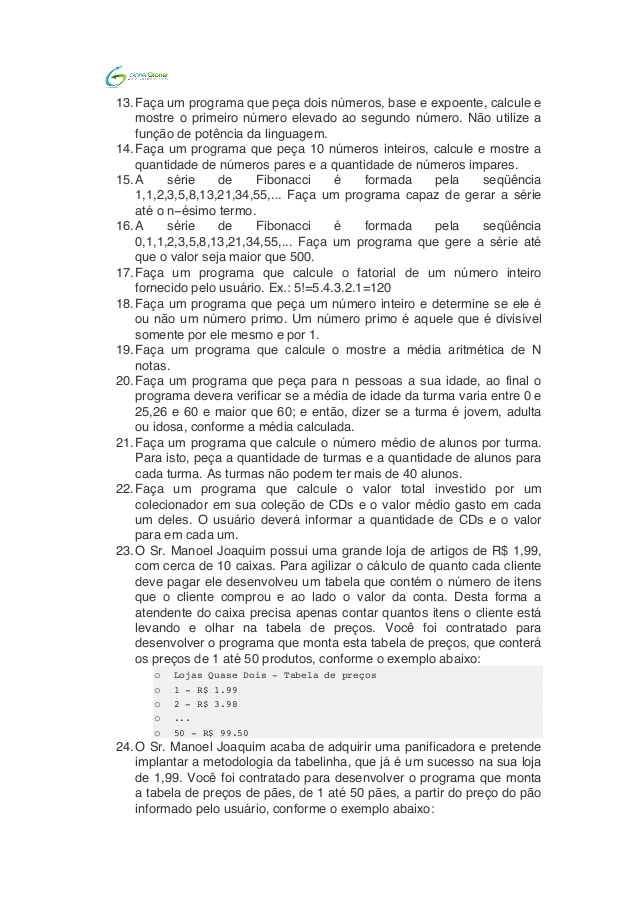 13. Faça um programa que peça dois números, base e expoente, calcule e
mostre o primeiro número elevado ao segundo número. Não utilize a
função de potência da linguagem.
14. Faça um programa que peça 10 números inteiros, calcule e mostre a
quantidade de números pares e a quantidade de números impares.
15. A série de Fibonacci é formada pela seqüência
1,1,2,3,5,8,13,21,34,55,... Faça um programa capaz de gerar a série
até o n−ésimo termo.
16. A série de Fibonacci é formada pela seqüência
0,1,1,2,3,5,8,13,21,34,55,... Faça um programa que gere a série até
que o valor seja maior que 500.
17. Faça um programa que calcule o fatorial de um número inteiro
fornecido pelo usuário. Ex.: 5!=5.4.3.2.1=120
18. Faça um programa que peça um número inteiro e determine se ele é
ou não um número primo. Um número primo é aquele que é divisível
somente por ele mesmo e por 1.
19. Faça um programa que calcule o mostre a média aritmética de N
notas.
20. Faça um programa que peça para n pessoas a sua idade, ao final o
programa devera verificar se a média de idade da turma varia entre 0 e
25,26 e 60 e maior que 60; e então, dizer se a turma é jovem, adulta
ou idosa, conforme a média calculada.
21. Faça um programa que calcule o número médio de alunos por turma.
Para isto, peça a quantidade de turmas e a quantidade de alunos para
cada turma. As turmas não podem ter mais de 40 alunos.
22. Faça um programa que calcule o valor total investido por um
colecionador em sua coleção de CDs e o valor médio gasto em cada
um deles. O usuário deverá informar a quantidade de CDs e o valor
para em cada um.
23. O Sr. Manoel Joaquim possui uma grande loja de artigos de R$ 1,99,
com cerca de 10 caixas. Para agilizar o cálculo de quanto cada cliente
deve pagar ele desenvolveu um tabela que contém o número de itens
que o cliente comprou e ao lado o valor da conta. Desta forma a
atendente do caixa precisa apenas contar quantos itens o cliente está
levando e olhar na tabela de preços. Você foi contratado para
desenvolver o programa que monta esta tabela de preços, que conterá
os preços de 1 até 50 produtos, conforme o exemplo abaixo:
o Lojas Quase Dois - Tabela de preços
o 1 - R$ 1.99
o 2 - R$ 3.98
o ...
o 50 - R$ 99.50
24. O Sr. Manoel Joaquim acaba de adquirir uma panificadora e pretende
implantar a metodologia da tabelinha, que já é um sucesso na sua loja
de 1,99. Você foi contratado para desenvolver o programa que monta
a tabela de preços de pães, de 1 até 50 pães, a partir do preço do pão
informado pelo usuário, conforme o exemplo abaixo: